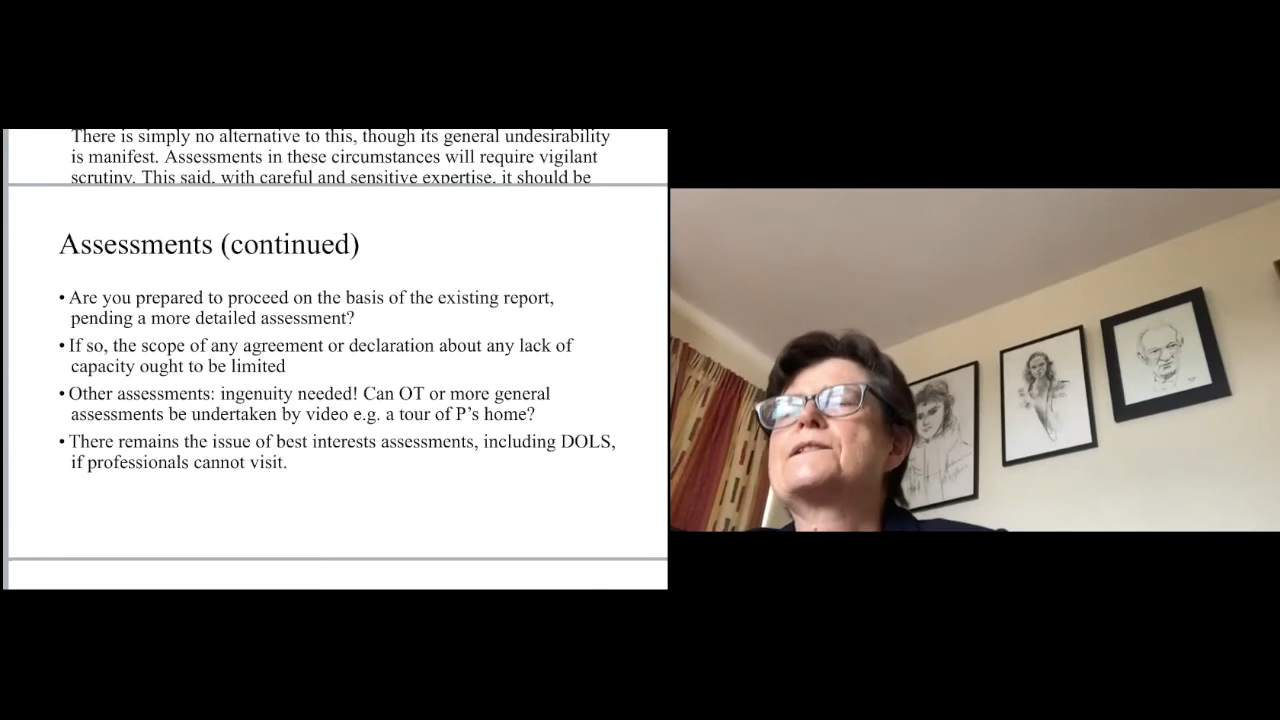 There is simply no alternative to this, though its general undesirability
is manifest. Assessments in these circumstances will require vigilant
scrutiny. This said, with careful and sensitive expertise, it should be
Assessments (continued)
• Are you prepared to proceed on the basis of the existing report,
pending a more detailed assessment?
• If so, the scope of any agreement or declaration about any lack of
capacity ought to be limited
• Other assessments: ingenuity needed! Can OT or more general
assessments be undertaken by video e.g. a tour of P's home?
• There remains the issue of best interests assessments, including DOLS,
if professionals cannot visit.